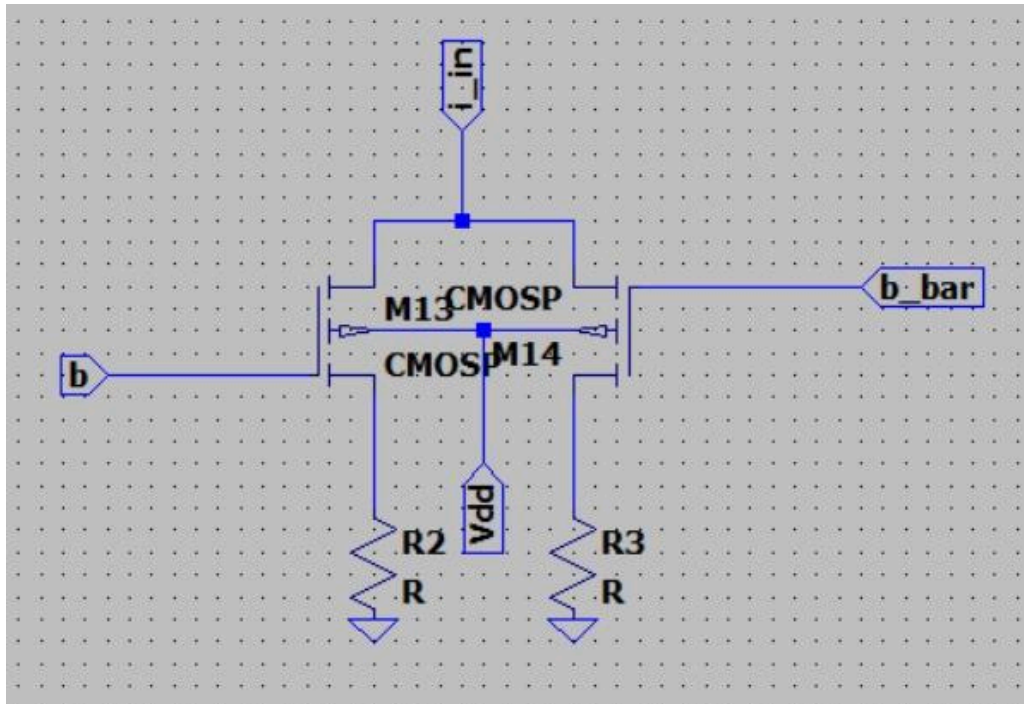 i_in
CMOSP
M13
b_bar
M14
CMOSP
b
Vdd
R2
R3
R
R